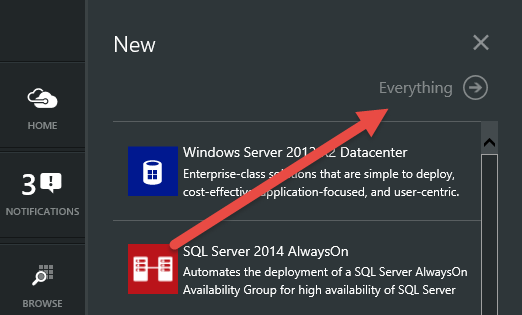 New
Everything
HOME
Windows Server 2012 R2 Datacenter
Enterprise-class solutions that are simple to deploy,
cost-effective, application-focused, and user-centric.
3
NOTIFICATIONS
SQL Server 2014 AlwaysOn
Automates the deployment of a SQL Server AlwaysOn
Availability Group for high availability of SQL Server
BROWSE